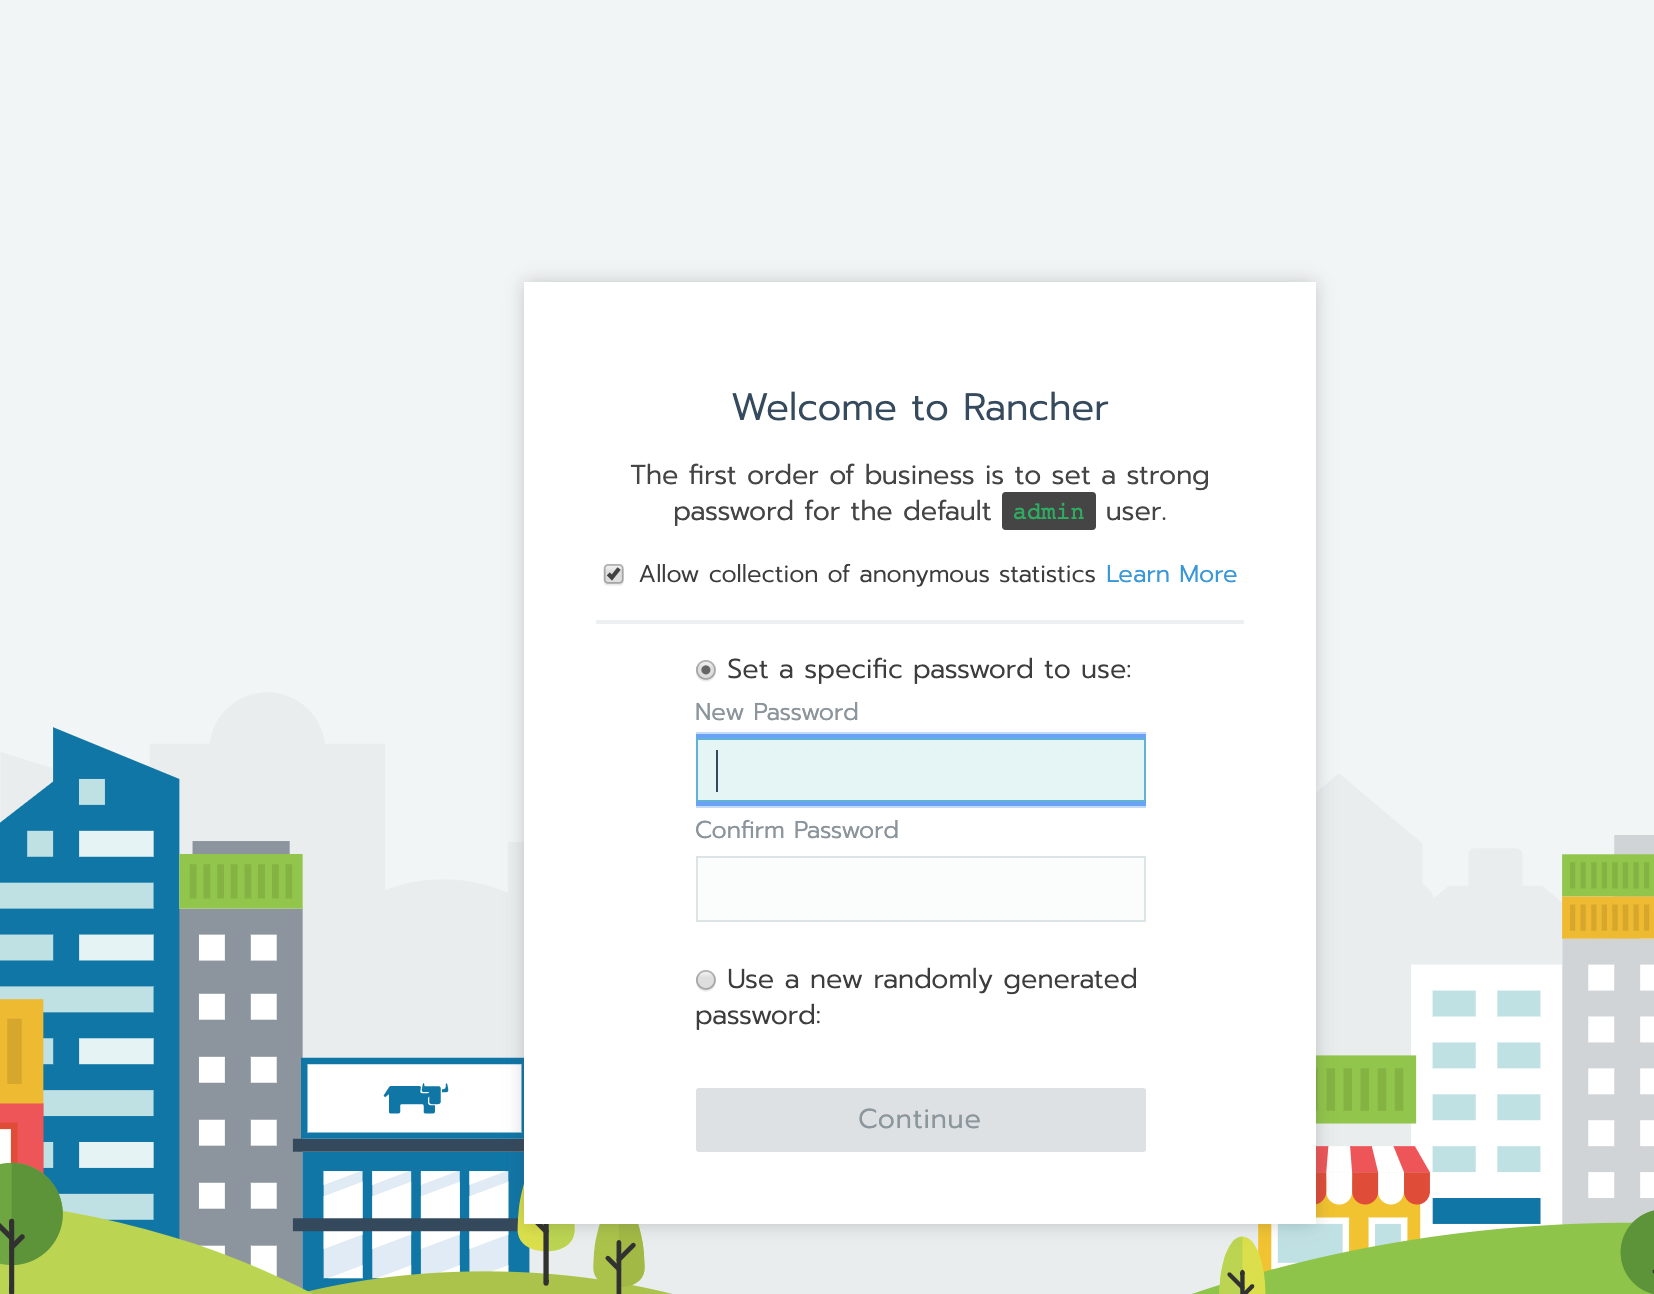 Welcome to Rancher
The first order of business is to set a strong
password for the default admin user.
Allow collection of anonymous statistics Learn More
Set a specific password to use:
New Password
Confirm Password
Use a new randomly generated
password:
Continue